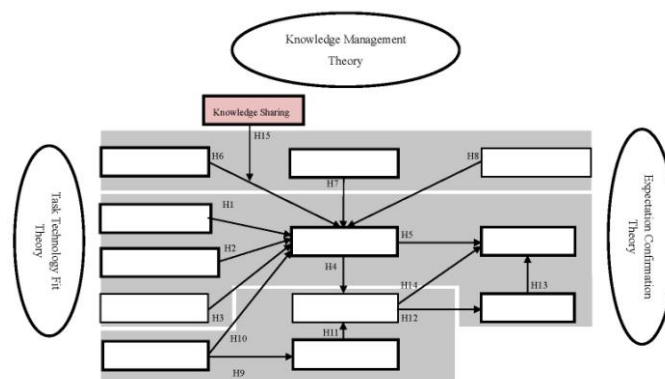 Knowledge Management
Theory
Knowledge Sharing
H15
H6
H7
H8
Task Technology Fit
Theory
Expectation Confirmation
Theory
H1
H2
H5
H4
H3
H14
H13
H12
H10
H11
H9